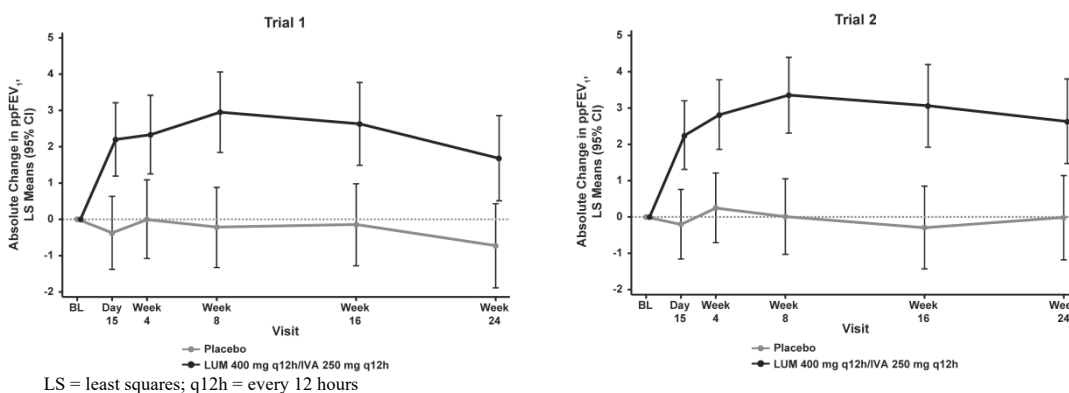 Trial 1
Absolute Change in ppFEV1,
LS Means (95% CI)
5
4
3
2
1
0
-1
-2
BL
Day
15
Week
4
Week
8
Week
16
Week
24
Visit
Placebo
LUM 400 mg q12h/IVA 250 mg q12h
Trial 2
Absolute Change in ppFEV1,
LS Means (95% CI)
5
4
3
2
1
0
-1
-2
BL
Day
15
Week
4
Week
8
Week
16
Week
24
Visit
Placebo
LUM 400 mg q12h/IVA 250 mg q12h
LS = least squares; q12h = every 12 hours